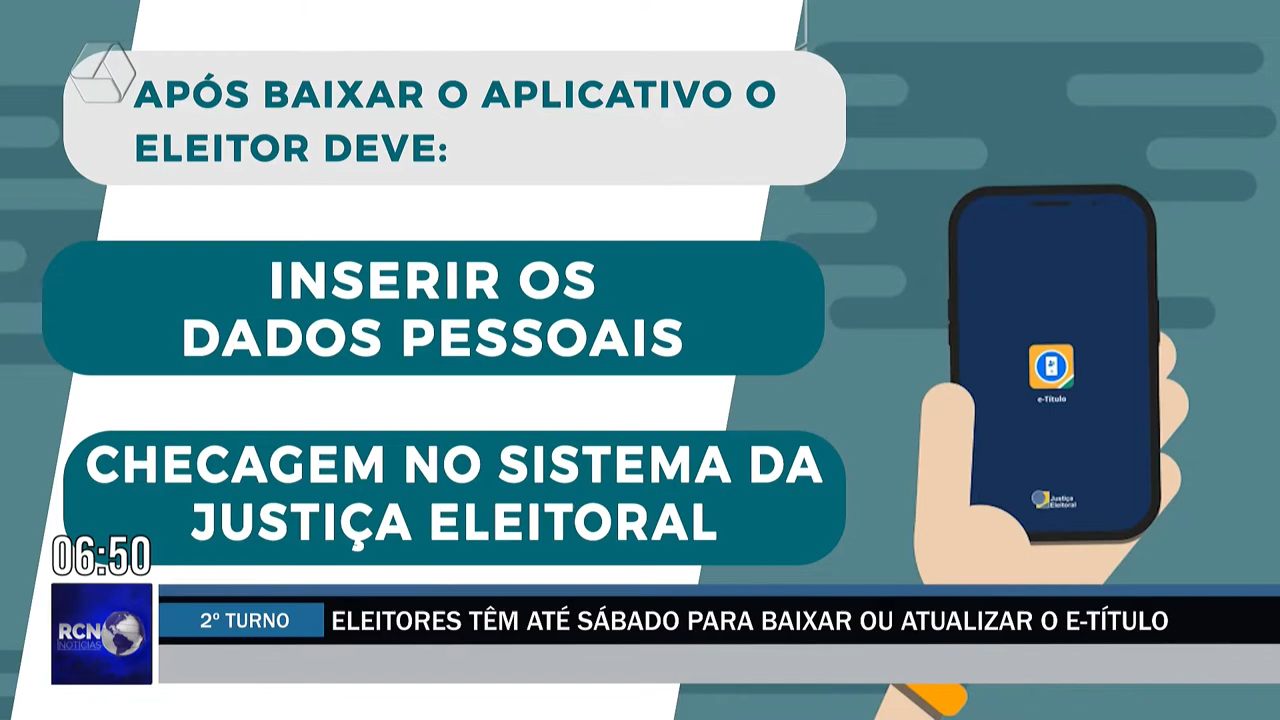 APÓS BAIXAR O APLICATIVO O
ELEITOR DEVE:
INSERIR OS
DADOS PESSOAIS
CHECAGEM NO SISTEMA DA
JUSTIÇA ELEITORAL
e-Título
Justiça
Eleitoral
06:50
RCN
NOTÍCIAS
2º TURNO
ELEITORES TÊM ATÉ SÁBADO PARA BAIXAR OU ATUALIZAR O E-TÍTULO